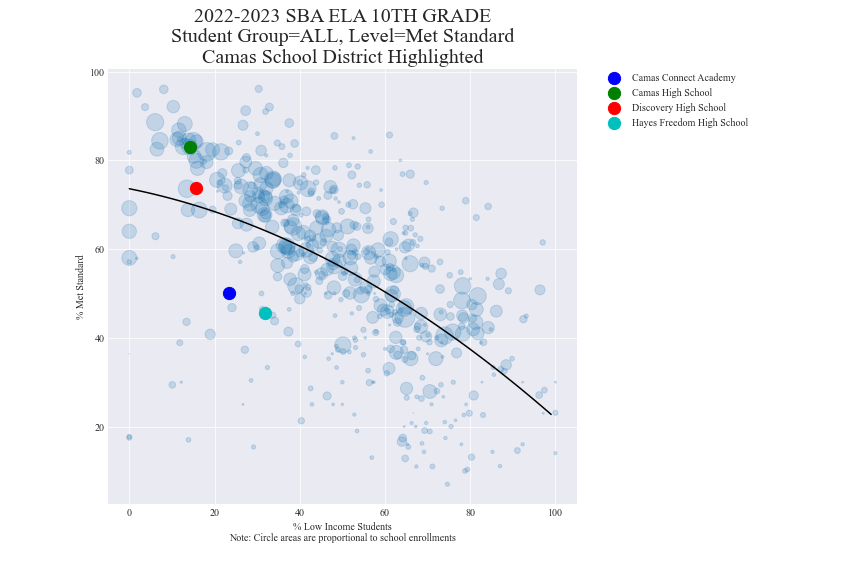 2022-2023 SBA ELA 10TH GRADE
Student Group=ALL, Level=Met Standard
Camas School District Highlighted
100
80
60
40
20
% Met Standard
0
20
40
60
80
100
% Low Income Students
Note: Circle areas are proportional to school enrollments
Camas Connect Academy
Camas High School
Discovery High School
Hayes Freedom High School